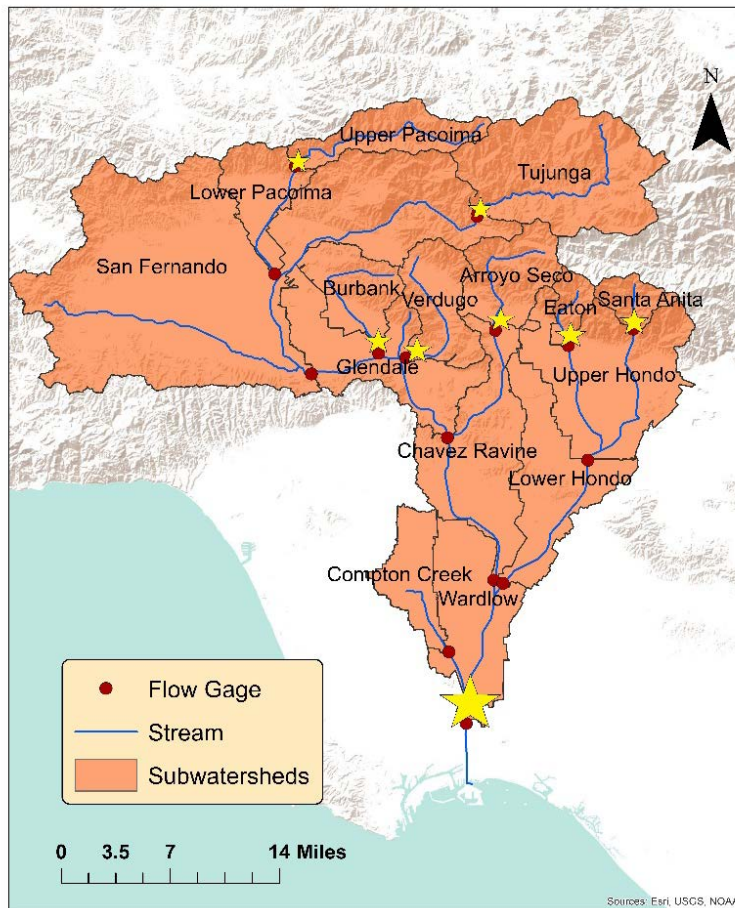 N
Upper Pacoima
Tujunga
Lower Pacoima
San Fernando
Arroyo Seco
Burbank
Verdugo
Eaton
Santa Anita
Glendale
Upper Hondo
Chavez Ravine
Lower Hondo
Compton Creek
Wardlow
Flow Gage
Stream
Subwatersheds
0 3.5 7 14 Miles
Sources: Esri, USGS, NOAA